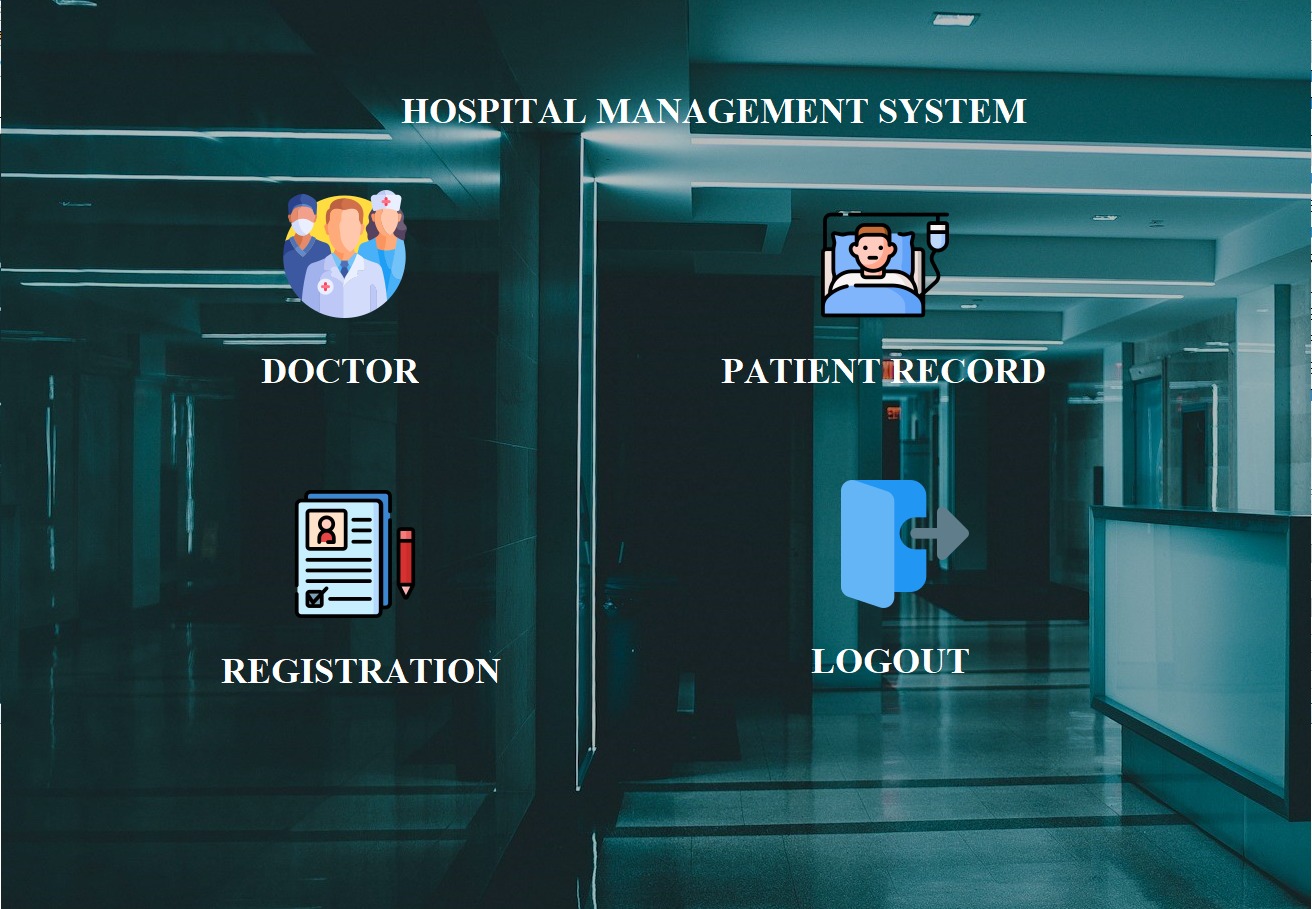 HOSPITAL MANAGEMENT SYSTEM
DOCTOR
PATIENT RECORD
REGISTRATION
LOGOUT